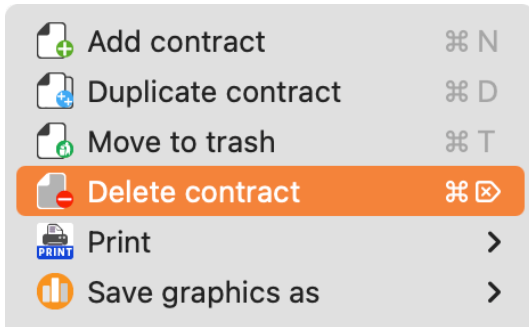 Add contract ⌘ N
Duplicate contract ⌘ D
Move to trash ⌘ T
Delete contract ⌘ ⌦
PRINT Print
Save graphics as